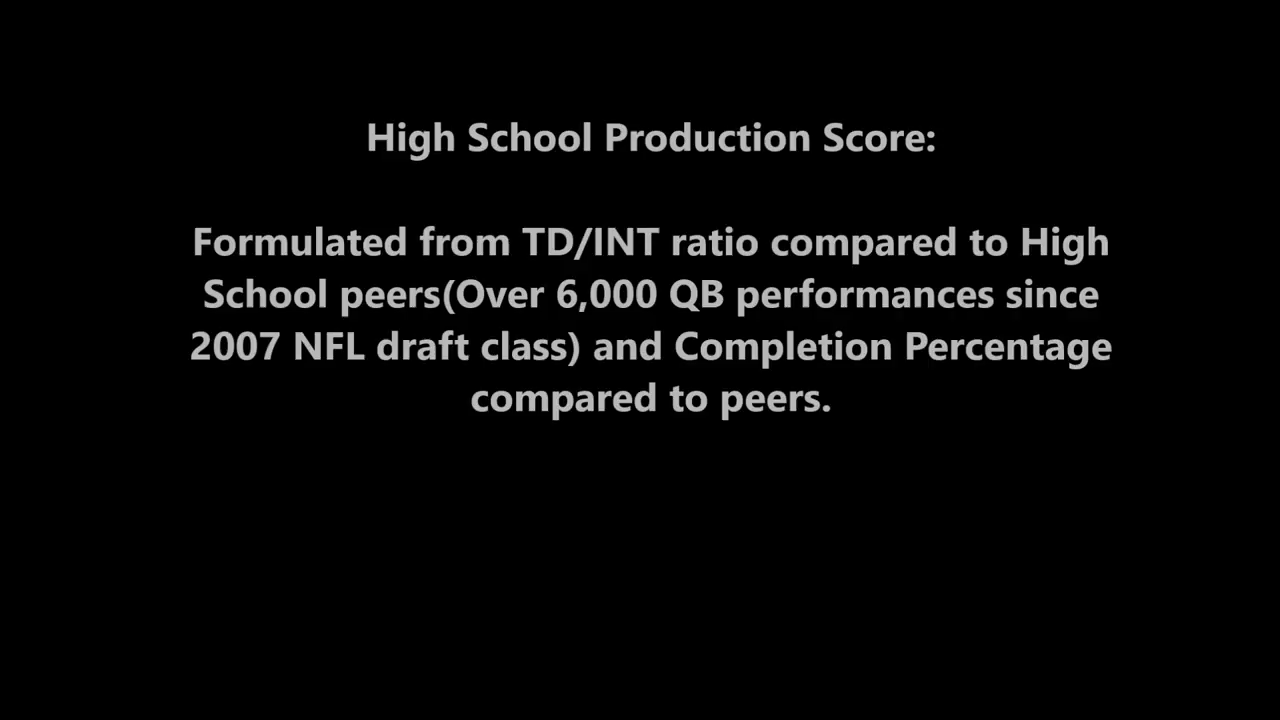 High School Production Score:
Formulated from TD/INT ratio compared to High
School peers(Over 6,000 QB performances since
2007 NFL draft class) and Completion Percentage
compared to peers.